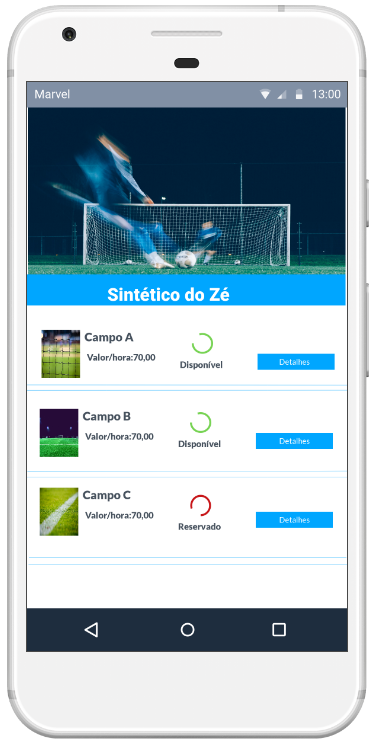 Marvel
13:00
Sintético do Zé
Campo A
Valor/hora:70,00
Disponível
Detalhes
Campo B
Valor/hora:70,00
Disponível
Detalhes
Campo C
Valor/hora:70,00
Reservado
Detalhes